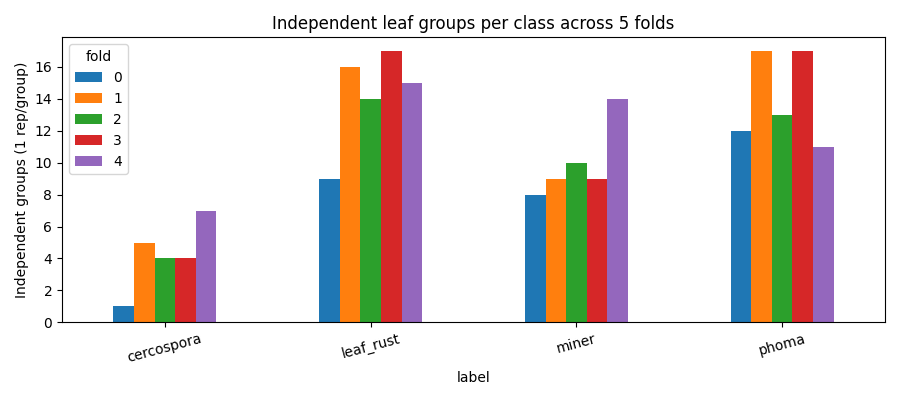 Independent leaf groups per class across 5 folds
fold
0
1
2
3
4
Independent groups (1 rep/group)
16
14
12
10
8
6
4
2
0
cercospora
leaf_rust
miner
phoma
label